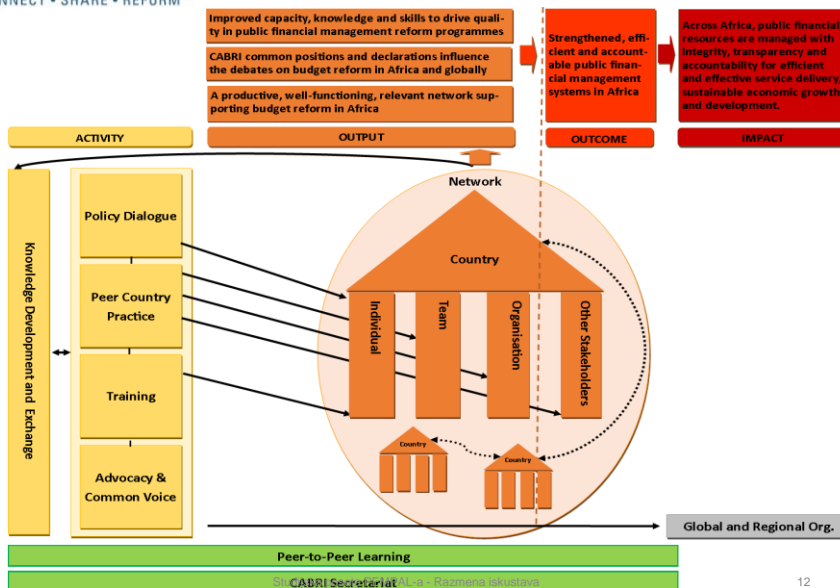 CONNECT • SHARE • REFORM
Improved capacity, knowledge and skills to drive quali-
ty in public financial management reform programmes
CABRI common positions and declarations influence
the debates on budget reform in Africa and globally
A productive, well-functioning, relevant network sup-
porting budget reform in Africa
Strengthened, effi-
cient and account-
able public finan-
cial management
systems in Africa
Across Africa, public financial
resources are managed with
integrity, transparency and
accountability for efficient
and effective service delivery,
sustainable economic growth
and development.
ACTIVITY
OUTPUT
OUTCOME
IMPACT
Knowledge Development and Exchange
Policy Dialogue
Peer Country
Practice
Training
Advocacy &
Common Voice
Network
Country
Individual
Team
Organisation
Other Stakeholders
Country
Country
Global and Regional Org.
Peer-to-Peer Learning
CABRI Secretariat
PEMPAL-a - Razmena iskustava
12